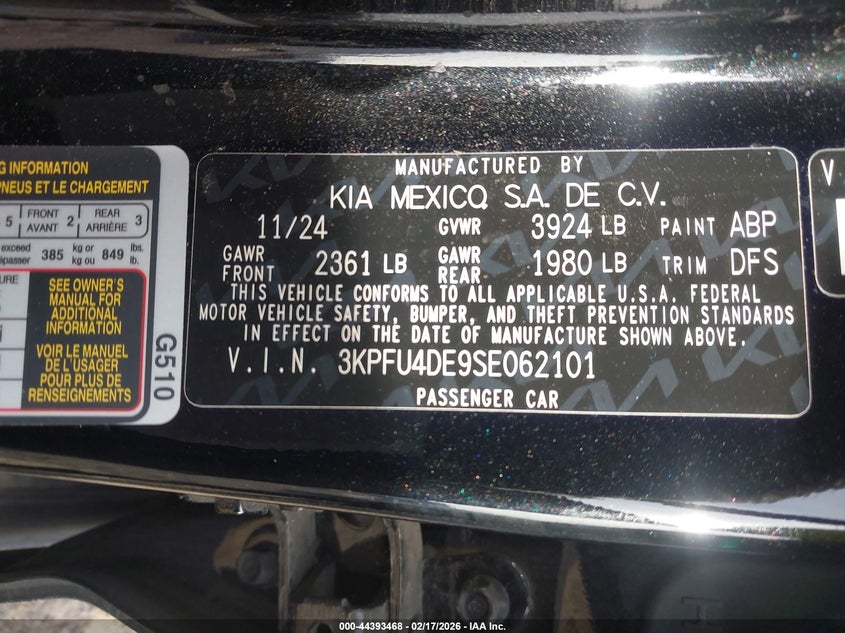 G INFORMATION
PNEUS ET LE CHARGEMENT
5 FRONT AVANT 2 REAR ARRIÈRE 3
exceed 385 kg or kg ou 849 lbs. lb.
SEE OWNER'S
MANUAL FOR
ADDITIONAL
INFORMATION
VOIR LE MANUEL
DE L'USAGER
POUR PLUS DE
RENSEIGNEMENTS
G510
MANUFACTURED BY
KIA MEXICO, S.A. DE C.V.
11/24 GVWR 3924 LB PAINT ABP
GAWR FRONT 2361 LB GAWR REAR 1980 LB TRIM DFS
THIS VEHICLE CONFORMS TO ALL APPLICABLE U.S.A. FEDERAL
MOTOR VEHICLE SAFETY, BUMPER, AND THEFT PREVENTION STANDARDS
IN EFFECT ON THE DATE OF MANUFACTURE SHOWN ABOVE.
V.I.N. 3KPFU4DE9SE062101
PASSENGER CAR
V
000-44393468 - 02/17/2026 - IAA Inc.